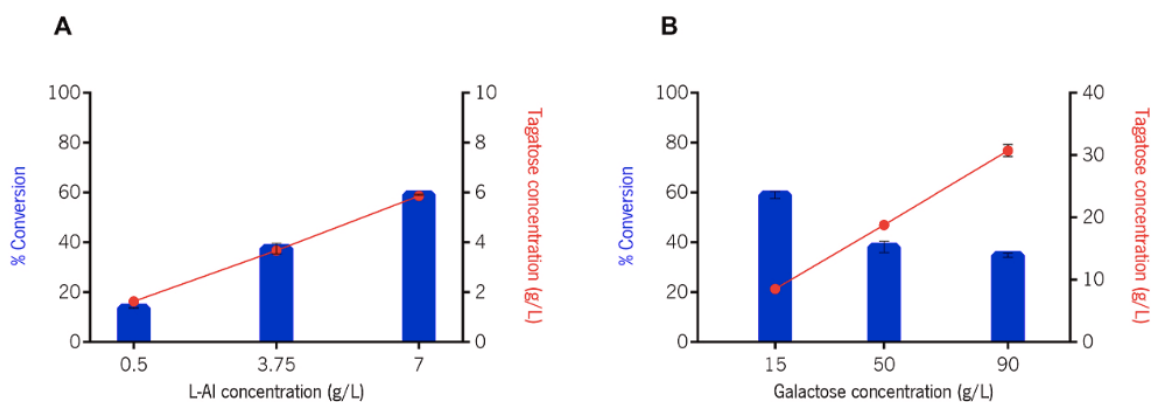 A
100
80
60
40
20
0
% Conversion
10
8
6
4
2
0
Tagatose concentration (g/L)
0.5 3.75 7
L-AI concentration (g/L)
B
100
80
60
40
20
0
% Conversion
40
30
20
10
0
Tagatose concentration (g/L)
15 50 90
Galactose concentration (g/L)